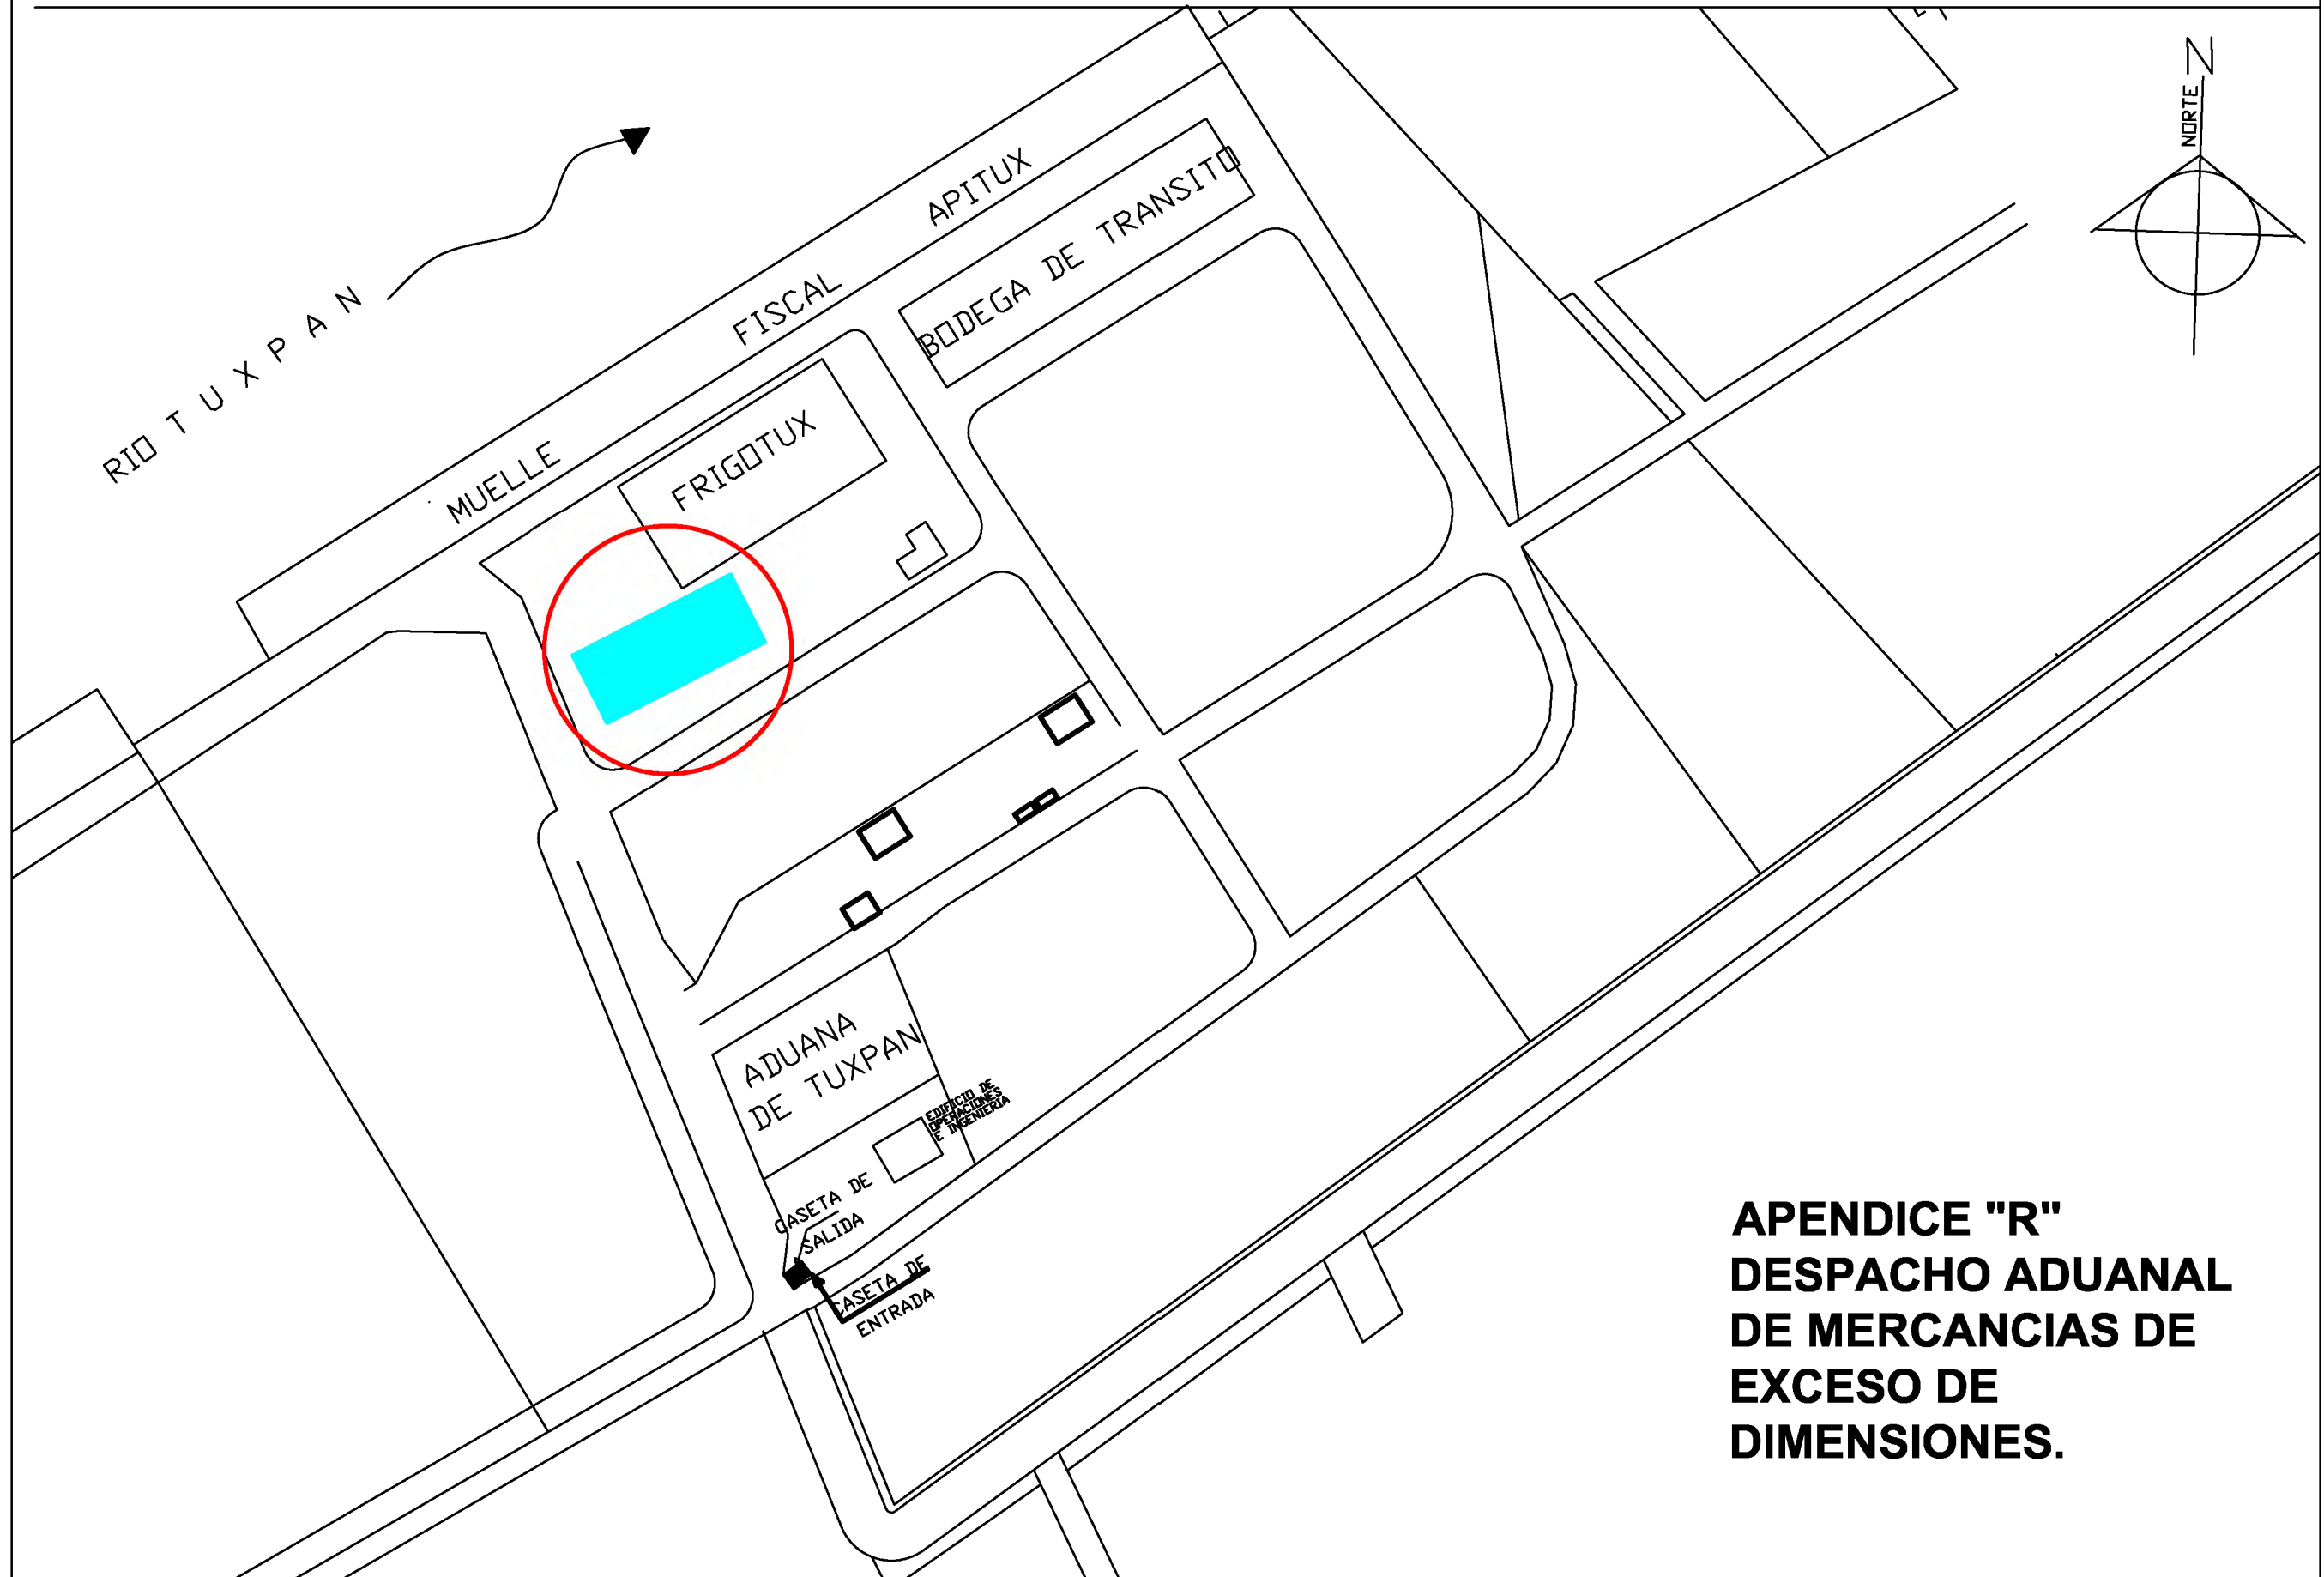 N
NORTE
RIO TUXPAN
MUELLE FISCAL APITUX
BODEGA DE TRANSITO
FRIGOTUX
ADUANA
DE TUXPAN
EDIFICIO DE
OPERACIONES
E INGENIERIA
CASETA DE
SALIDA
CASETA DE
ENTRADA
APENDICE "R"
DESPACHO ADUANAL
DE MERCANCIAS DE
EXCESO DE
DIMENSIONES.